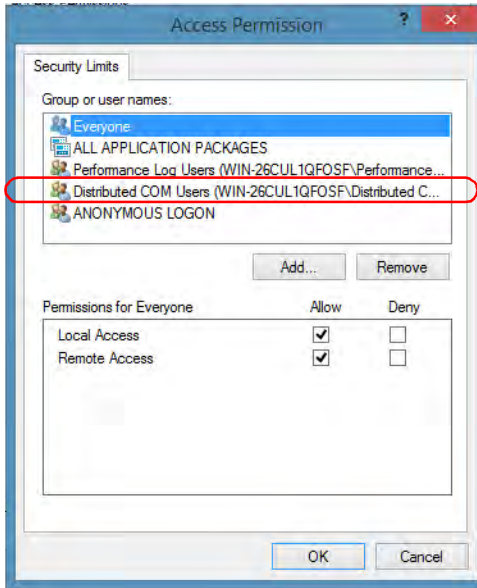 Access Permission
?
Security Limits
Group or user names:
Everyone
ALL APPLICATION PACKAGES
Performance Log Users (WIN-26CUL1QFOSF\Performance...
Distributed COM Users (WIN-26CUL1QFOSF\Distributed C...
ANONYMOUS LOGON
Add... Remove
Permissions for Everyone Allow Deny
Local Access
Remote Access
OK Cancel